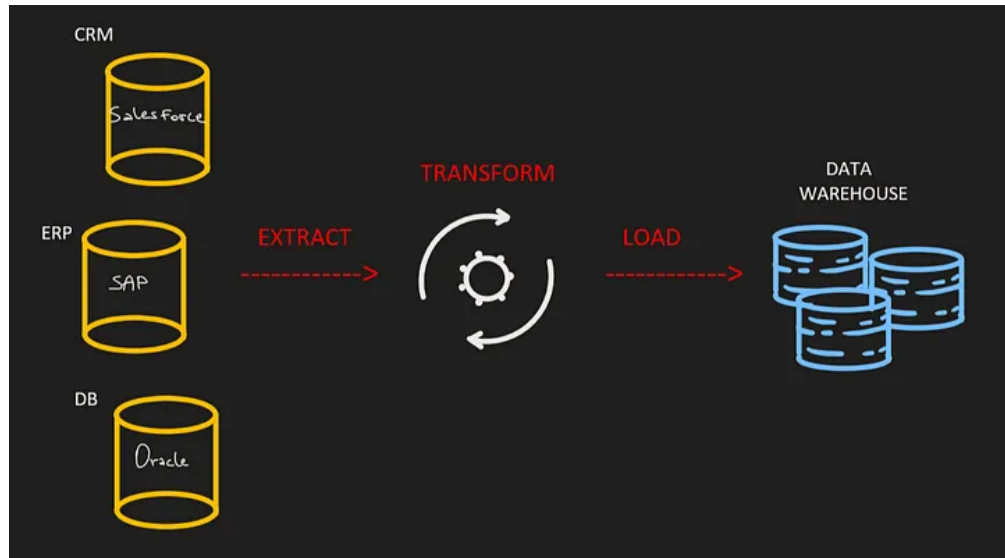 CRM
Salesforce
ERP
SAP
DB
Oracle
EXTRACT
TRANSFORM
LOAD
DATA
WAREHOUSE